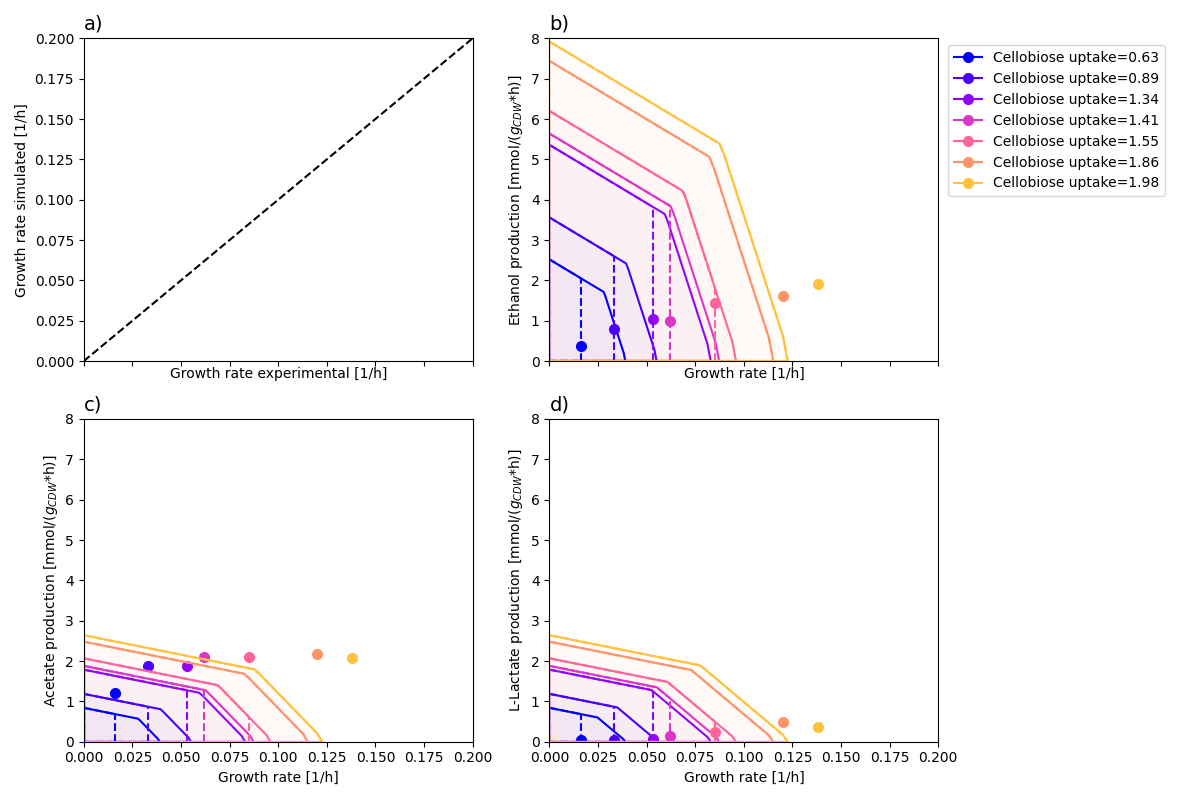 a)
0.200
0.175
0.150
0.125
0.100
0.075
0.050
0.025
0.000
Growth rate simulated [1/h]
Growth rate experimental [1/h]
b)
8
7
6
5
4
3
2
1
0
Ethanol production [mmol/(g_CDW*h)]
Growth rate [1/h]
Cellobiose uptake=0.63
Cellobiose uptake=0.89
Cellobiose uptake=1.34
Cellobiose uptake=1.41
Cellobiose uptake=1.55
Cellobiose uptake=1.86
Cellobiose uptake=1.98
c)
8
7
6
5
4
3
2
1
0
Acetate production [mmol/(g_CDW*h)]
0.000 0.025 0.050 0.075 0.100 0.125 0.150 0.175 0.200
Growth rate [1/h]
d)
8
7
6
5
4
3
2
1
0
L-Lactate production [mmol/(g_CDW*h)]
0.000 0.025 0.050 0.075 0.100 0.125 0.150 0.175 0.200
Growth rate [1/h]